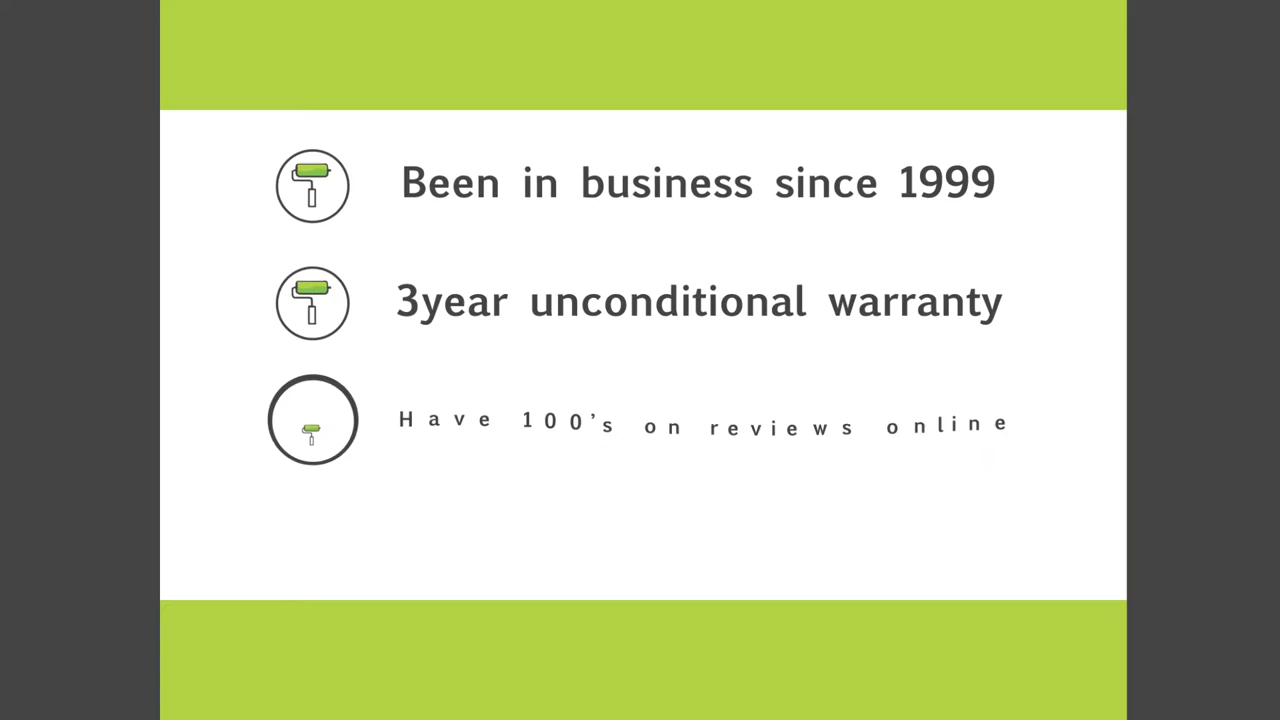 Been in business since 1999
3year unconditional warranty
Have 100's on reviews online